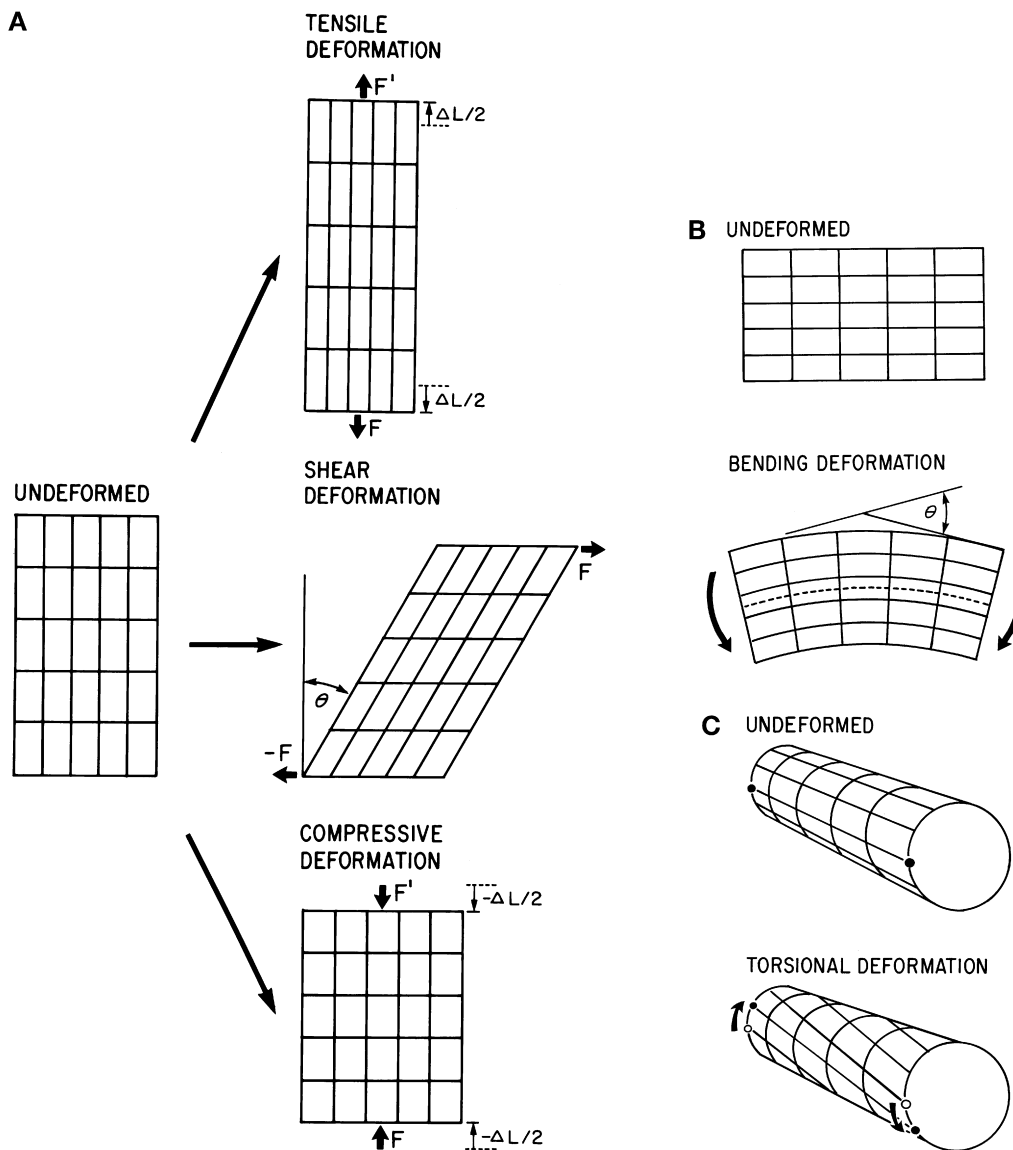 A
TENSILE
DEFORMATION
F'
ΔL/2
ΔL/2
F
UNDEFORMED
SHEAR
DEFORMATION
F
θ
-F
COMPRESSIVE
DEFORMATION
F'
-ΔL/2
F
-ΔL/2
B UNDEFORMED
BENDING DEFORMATION
θ
C UNDEFORMED
TORSIONAL DEFORMATION